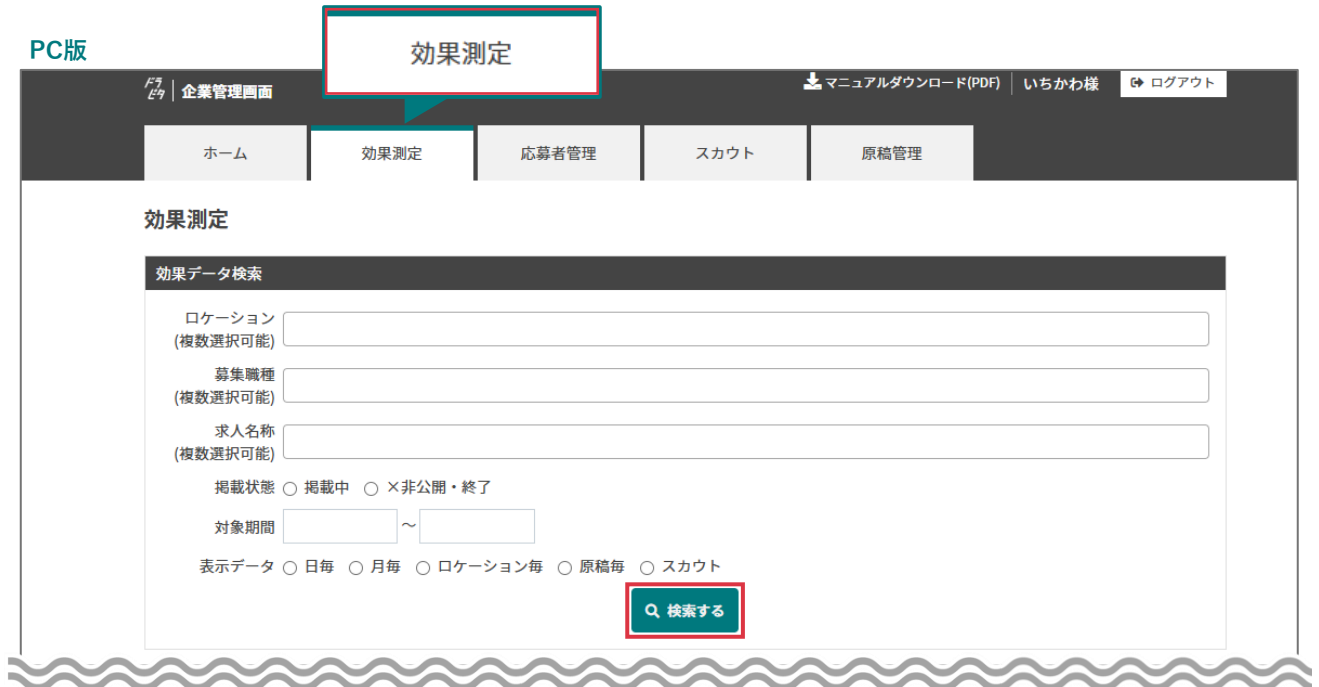 PC版
効果測定
ドラピタ 企業管理画面
マニュアルダウンロード(PDF) いちかわ様 ログアウト
ホーム 効果測定 応募者管理 スカウト 原稿管理
効果測定
効果データ検索
ロケーション
(複数選択可能)
募集職種
(複数選択可能)
求人名称
(複数選択可能)
掲載状態 掲載中 ×非公開・終了
対象期間 ～
表示データ 日毎 月毎 ロケーション毎 原稿毎 スカウト
検索する